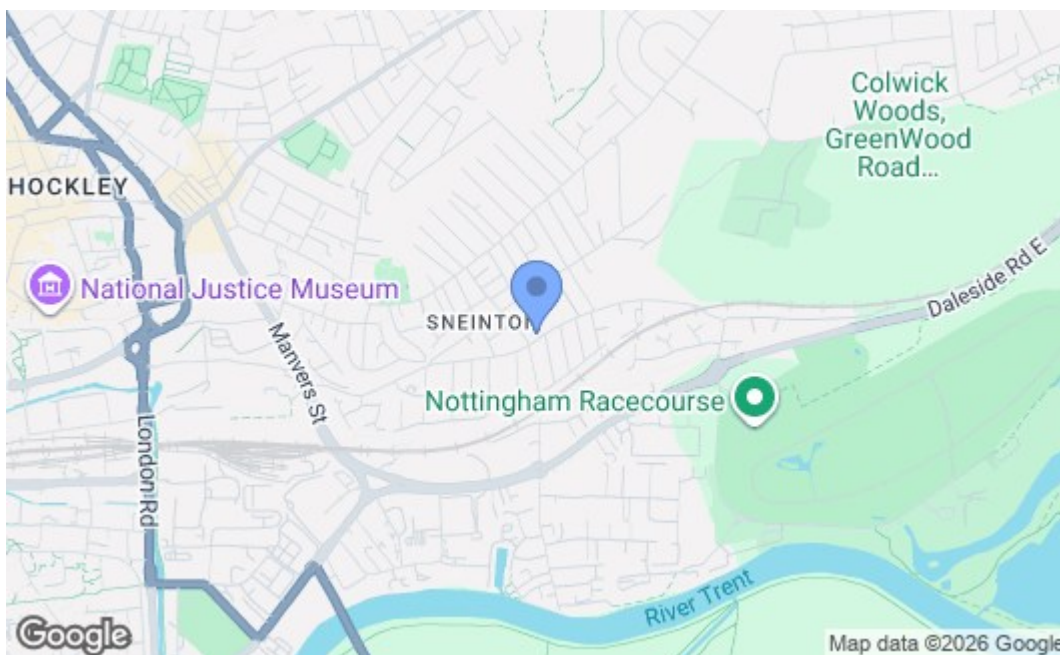 Colwick
Woods,
GreenWood
Road...
HOCKLEY
National Justice Museum
SNEINTON
Daleside Rd E
Manvers St
Nottingham Racecourse
London Rd
River Trent
Google
Map data ©2026 Google